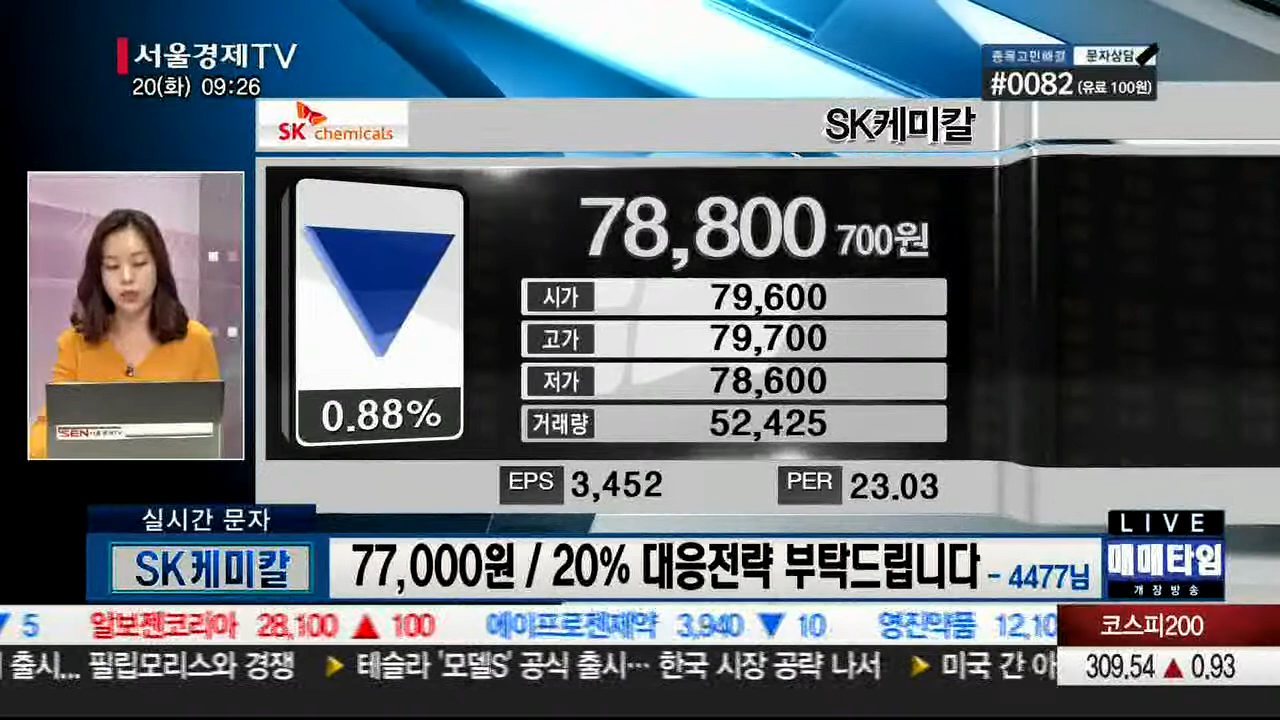 서울경제TV
20(화) 09:26
종목고민해결 문자상담
#0082 (유료 100원)
SK chemicals
SK케미칼
78,800 700원
0.88%
시가 79,600
고가 79,700
저가 78,600
거래량 52,425
EPS 3,452
PER 23.03
SEN 서울경제TV
실시간 문자
SK케미칼
77,000원 / 20% 대응전략 부탁드립니다 - 4477님
LIVE
매매타임
개장방송
▼ 5 알보젠코리아 28,100 ▲ 100 에이프로젠제약 3,940 ▼ 10 영진약품 12,10
코스피200
출시... 필립모리스와 경쟁 ▶ 테슬라 '모델S' 공식 출시… 한국 시장 공략 나서 ▶ 미국 간
309.54 ▲ 0.93